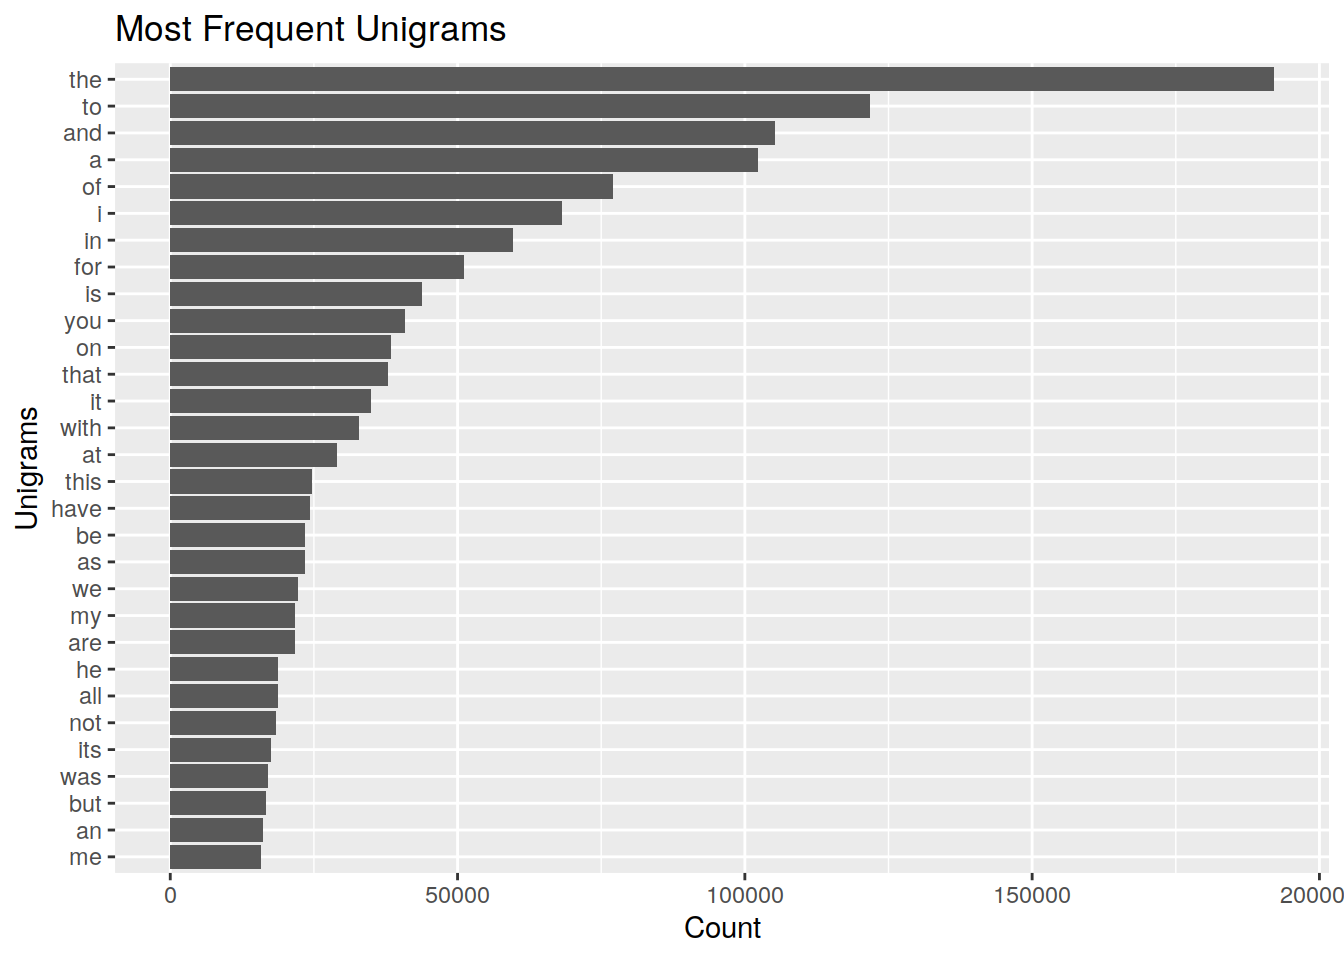 Most Frequent Unigrams
the
to
and
a
of
i
in
for
is
you
on
that
it
with
at
this
have
be
as
we
my
are
he
all
not
its
was
but
an
me
Unigrams
0 50000 100000 150000 20000
Count